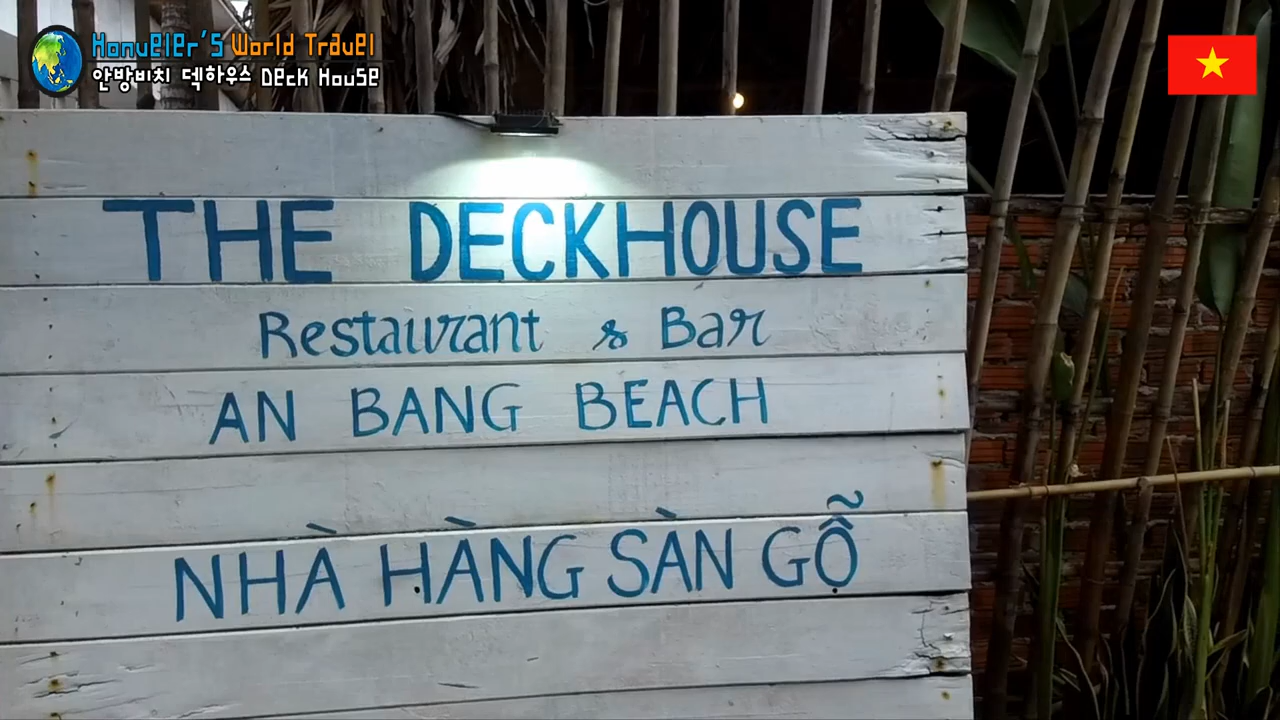 Hanveler's World Travel
안방비치 덱하우스 Deck House
THE DECKHOUSE
Restaurant & Bar
AN BANG BEACH
NHÀ HÀNG SÀN GỖ